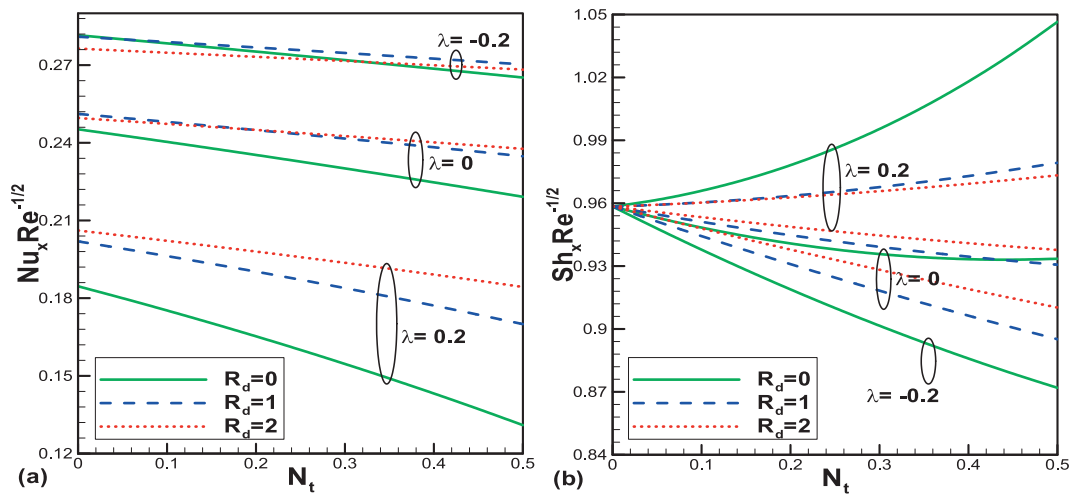 Nu_xRe^-1/2
0.27
0.24
0.21
0.18
0.15
0.12
λ= -0.2
λ= 0
λ= 0.2
R_d=0
R_d=1
R_d=2
0 0.1 0.2 0.3 0.4 0.5
(a) N_t
Sh_xRe^-1/2
1.05
1.02
0.99
0.96
0.93
0.9
0.87
0.84
λ= 0.2
λ= 0
λ= -0.2
R_d=0
R_d=1
R_d=2
0 0.1 0.2 0.3 0.4 0.5
(b) N_t